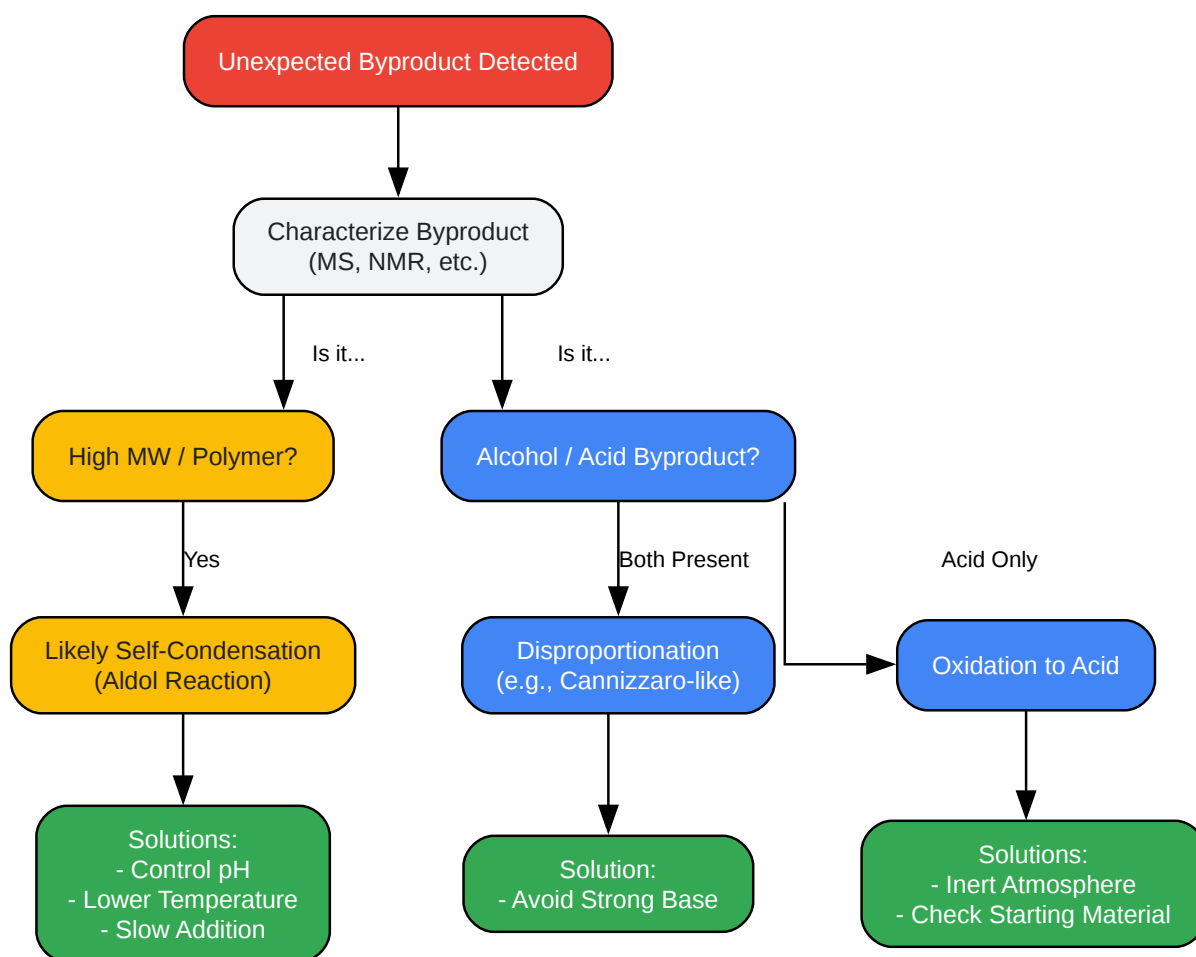 Unexpected Byproduct Detected
Characterize Byproduct
(MS, NMR, etc.)
Is it...
Is it...
High MW / Polymer?
Alcohol / Acid Byproduct?
Yes
Both Present
Acid Only
Likely Self-Condensation
(Aldol Reaction)
Disproportionation
(e.g., Cannizzaro-like)
Oxidation to Acid
Solutions:
- Control pH
- Lower Temperature
- Slow Addition
Solution:
- Avoid Strong Base
Solutions:
- Inert Atmosphere
- Check Starting Material